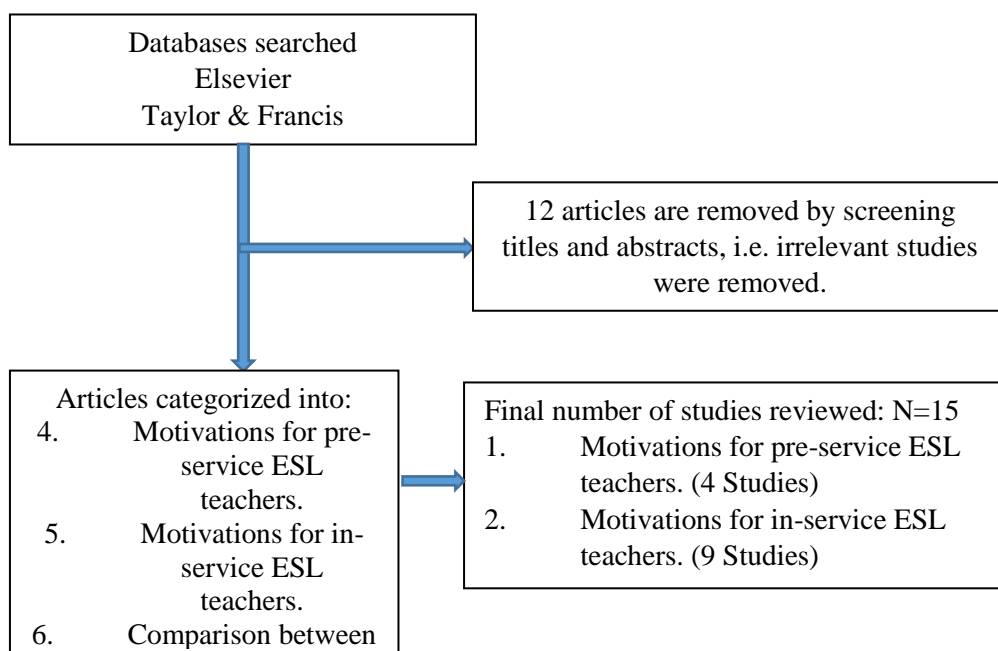 Databases searched
Elsevier
Taylor & Francis
12 articles are removed by screening
titles and abstracts, i.e. irrelevant studies
were removed.
Articles categorized into:
4. Motivations for pre-
service ESL
teachers.
5. Motivations for in-
service ESL
teachers.
6. Comparison between
Final number of studies reviewed: N=15
1. Motivations for pre-service ESL
teachers. (4 Studies)
2. Motivations for in-service ESL
teachers. (9 Studies)